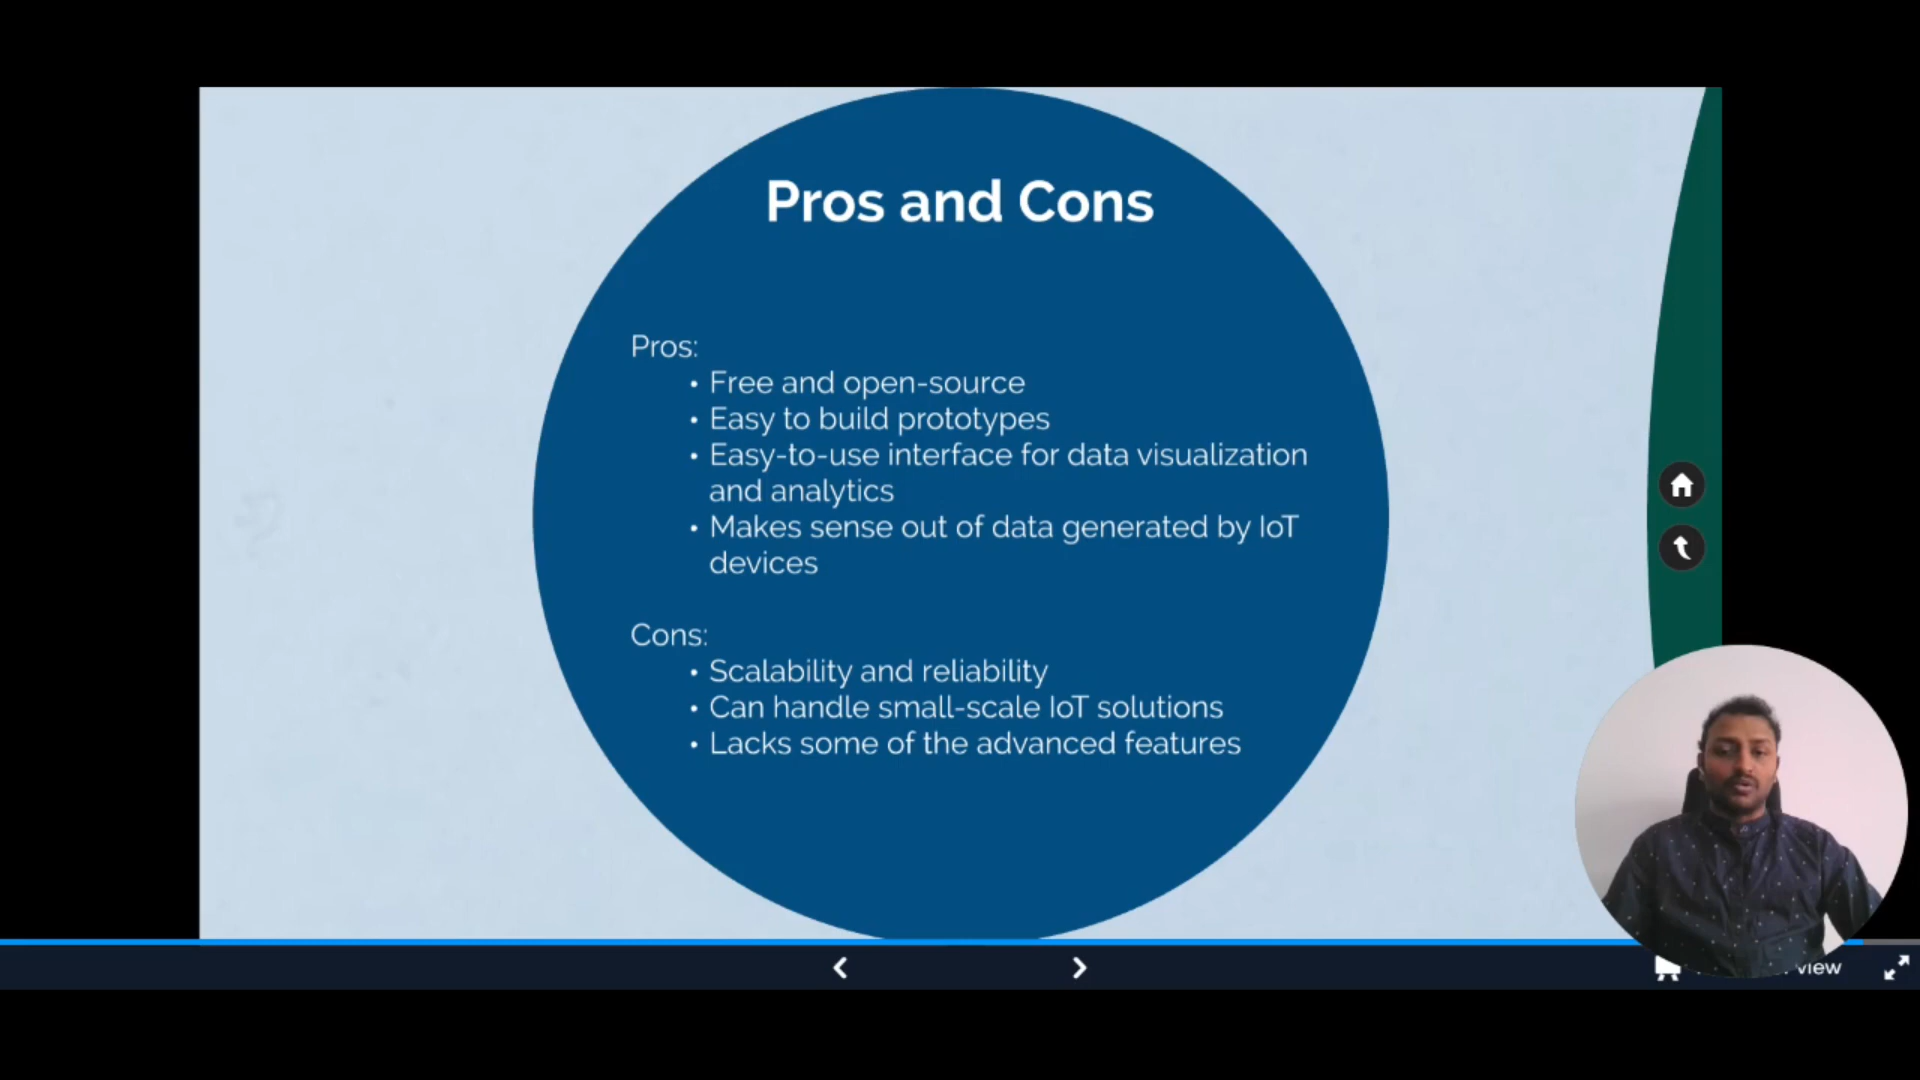 Pros and Cons
Pros:
• Free and open-source
• Easy to build prototypes
• Easy-to-use interface for data visualization
and analytics
• Makes sense out of data generated by IoT
devices
Cons:
• Scalability and reliability
• Can handle small-scale IoT solutions
• Lacks some of the advanced features
view